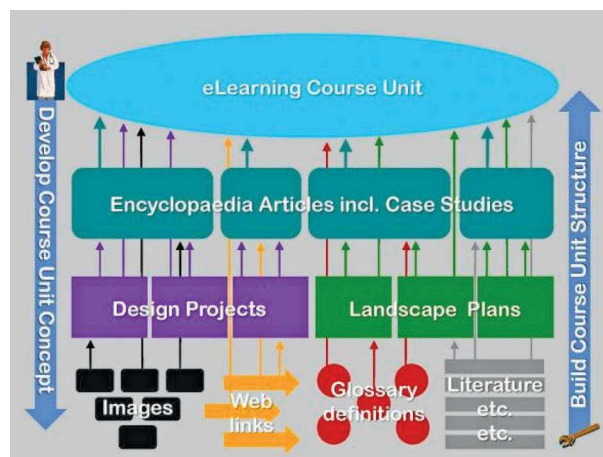 eLearning Course Unit
Develop Course Unit Concept
Build Course Unit Structure
Encyclopaedia Articles incl. Case Studies
Design Projects
Landscape Plans
Images
Web
links
Glossary
definitions
Literature
etc.
etc.